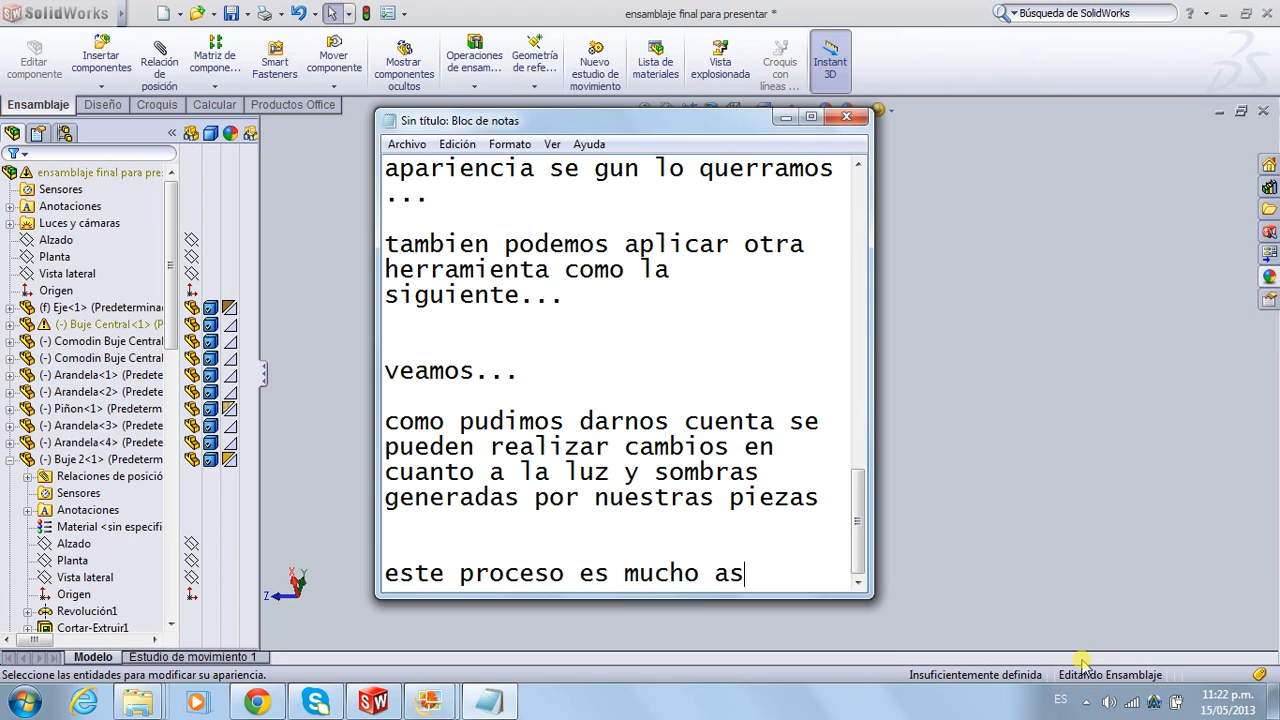 SolidWorks
ensamblaje final para presentar *
Búsqueda de SolidWorks
Editar componente
Insertar componentes
Relación de posición
Matriz de compone...
Smart Fasteners
Mover componente
Mostrar componentes ocultos
Operaciones de ensam...
Geometría de refe...
Nuevo estudio de movimiento
Lista de materiales
Vista explosionada
Croquis con líneas ...
Instant 3D
Ensamblaje
Diseño
Croquis
Calcular
Productos Office
ensamblaje final para pre
Sensores
Anotaciones
Luces y cámaras
Alzado
Planta
Vista lateral
Origen
(f) Eje<1> (Predetermina
(-) Buje Central<1> (P
(-) Comodin Buje Central
(-) Comodin Buje Central
(-) Arandela<1> (Predete
(-) Arandela<2> (Predete
(-) Piñon<1> (Predeterm
(-) Arandela<3> (Predete
(-) Arandela<4> (Predete
(-) Buje 2<1> (Predeterm
Relaciones de posició
Sensores
Anotaciones
Material <sin especifi
Alzado
Planta
Vista lateral
Origen
Revolución1
Cortar-Extruir1
Sin título: Bloc de notas
Archivo Edición Formato Ver Ayuda
apariencia se gun lo querramos
...
tambien podemos aplicar otra
herramienta como la
siguiente...
veamos...
como pudimos darnos cuenta se
pueden realizar cambios en
cuanto a la luz y sombras
generadas por nuestras piezas
este proceso es mucho as
X
Y
Z
Modelo
Estudio de movimiento 1
Seleccione las entidades para modificar su apariencia.
Insuficientemente definida
Editando Ensamblaje
ES
11:22 p.m.
15/05/2013